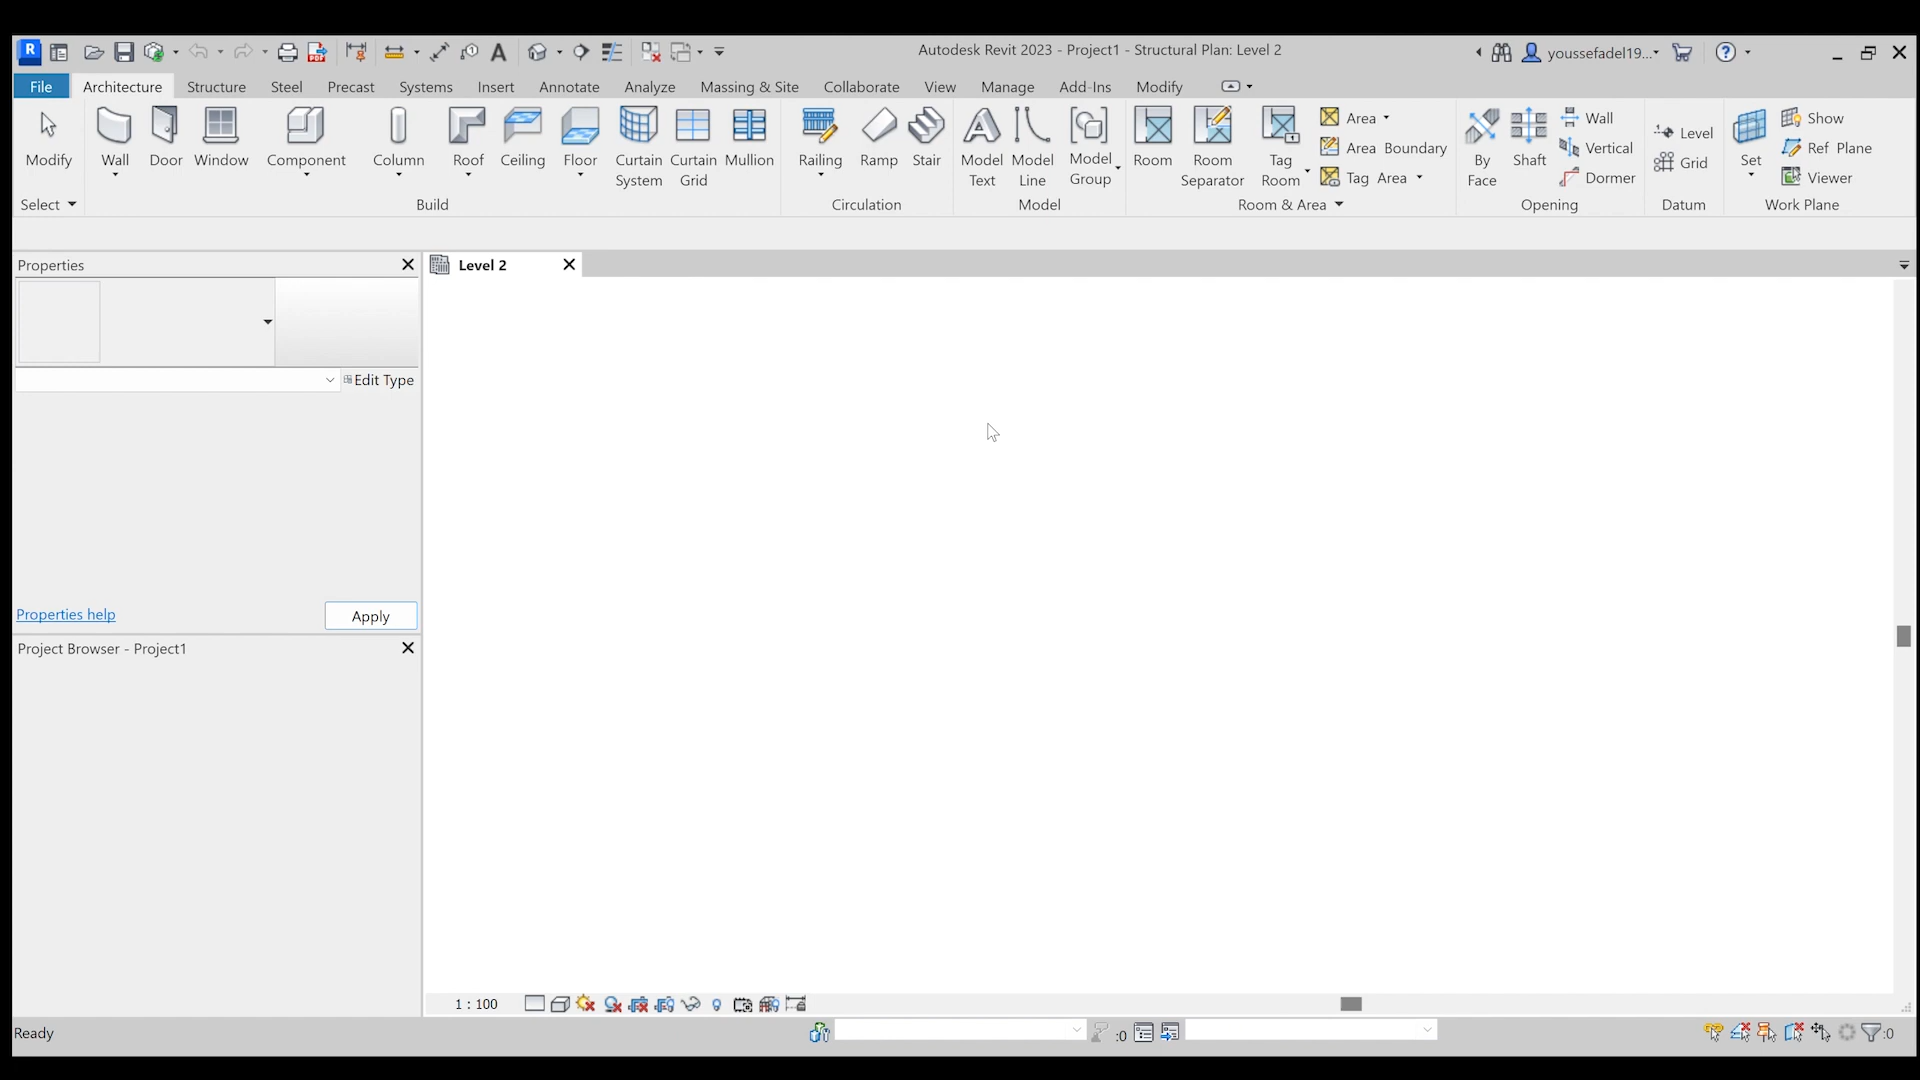 Autodesk Revit 2023 - Project1 - Structural Plan: Level 2
youssefadel19...
File Architecture Structure Steel Precast Systems Insert Annotate Analyze Massing & Site Collaborate View Manage Add-Ins Modify
Modify Wall Door Window Component Column Roof Ceiling Floor Curtain System Curtain Grid Mullion Railing Ramp Stair Model Text Model Line Model Group Room Room Separator Tag Room
Area
Area Boundary
Tag Area
By Face Shaft
Wall
Vertical
Dormer
Level
Grid
Set
Show
Ref Plane
Viewer
Select Build Circulation Model Room & Area Opening Datum Work Plane
Properties
Level 2
Edit Type
Properties help
Apply
Project Browser - Project1
1 : 100
Ready
:0
:0